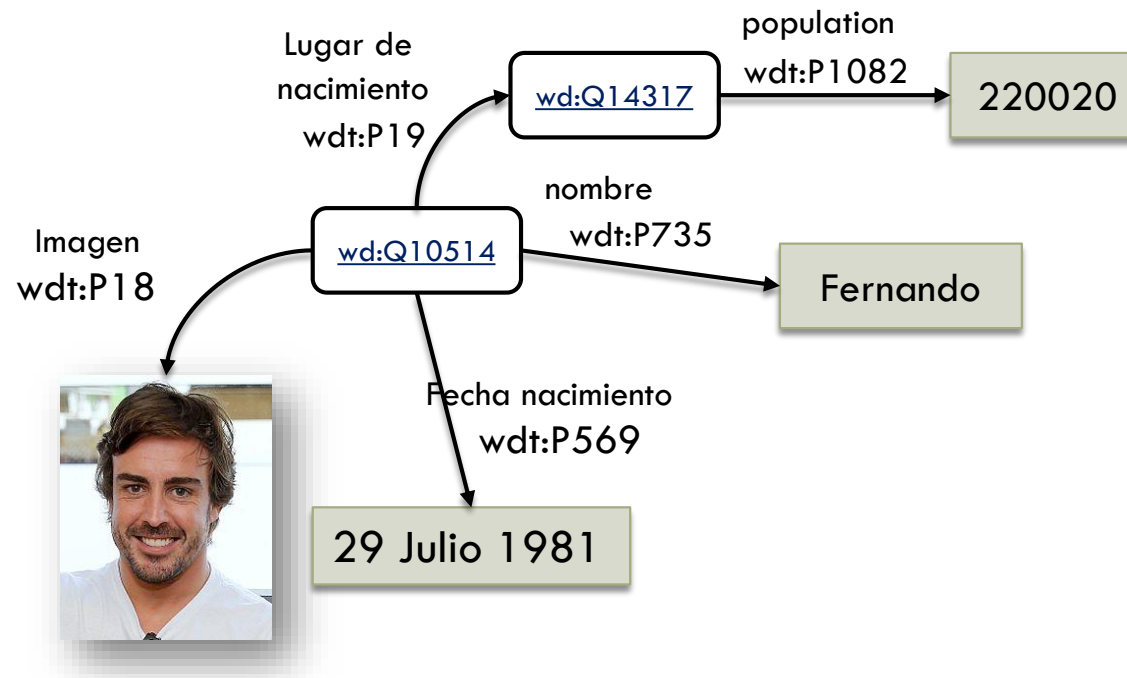 Lugar de
nacimiento
wdt:P19
wd:Q14317
population
wdt:P1082
220020
wd:Q10514
nombre
wdt:P735
Fernando
Imagen
wdt:P18
Fecha nacimiento
wdt:P569
29 Julio 1981